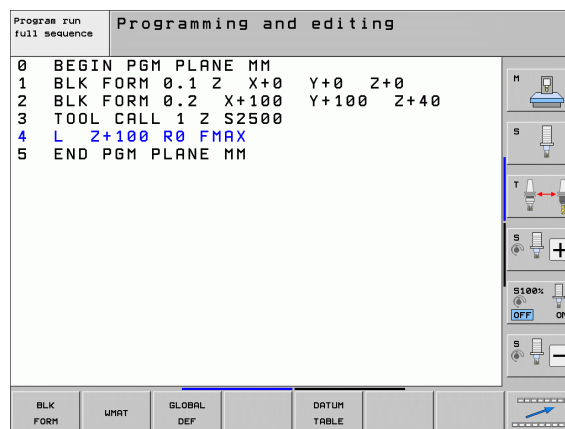 Program run
full sequence
Programming and editing
0 BEGIN PGM PLANE MM
1 BLK FORM 0.1 Z X+0 Y+0 Z+0
2 BLK FORM 0.2 X+100 Y+100 Z+40
3 TOOL CALL 1 Z S2500
4 L Z+100 R0 FMAX
5 END PGM PLANE MM
M
S
T
S
+
S100%
OFF ON
S
−
BLK
FORM
WMAT
GLOBAL
DEF
DATUM
TABLE